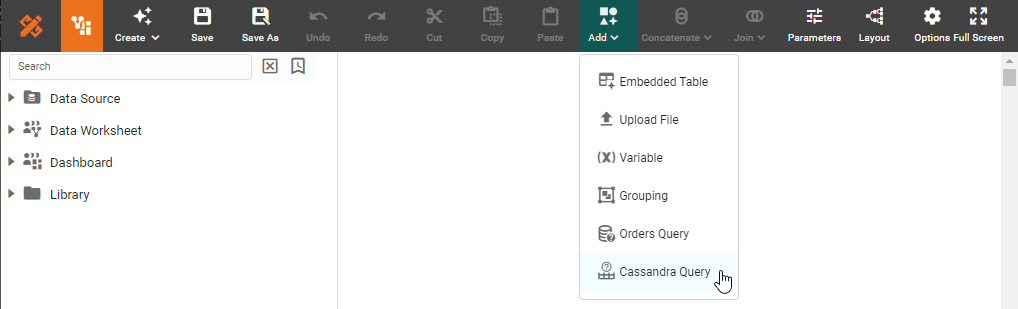 Create Save Save As Undo Redo Cut Copy Paste Add Concatenate Join Parameters Layout Options Full Screen
Search
Data Source
Data Worksheet
Dashboard
Library
Embedded Table
Upload File
Variable
Grouping
Orders Query
Cassandra Query